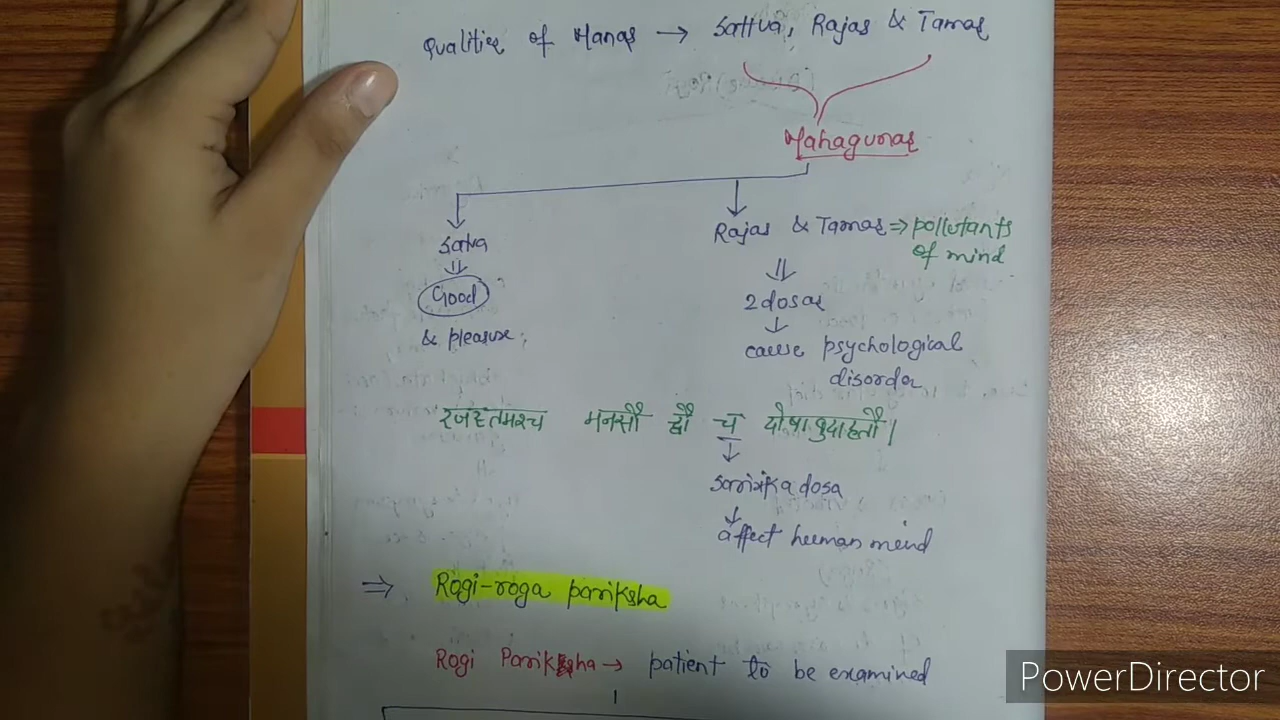 Qualities of Manas → Sattva, Rajas & Tamas
Mahagunas
Satva
Good
& pleasure,
Rajas & Tamas ⇒ pollutants
of mind
2 dosas
cause psychological
disorder
रजस्तमश्च मनसौ द्वौ च दोषावुदाहतौ।
Saririka dosa
affect human mind
⇒ Rogi-roga pariksha
Rogi Pariksha → patient to be examined
PowerDirector